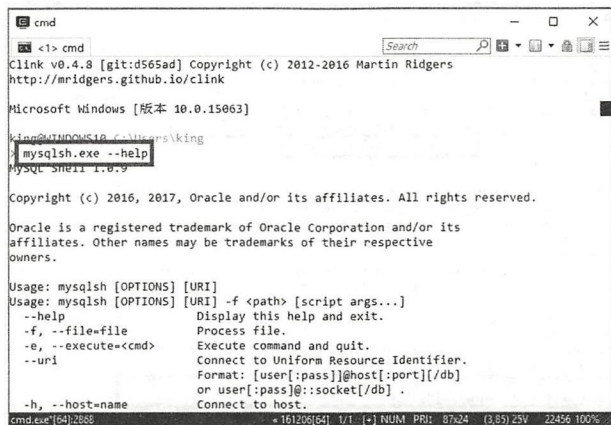 cmd
<1> cmd
Search
Clink v0.4.8 [git:d565ad] Copyright (c) 2012-2016 Martin Ridgers
http://mridgers.github.io/clink
Microsoft Windows [版本 10.0.15063]
king@WINDOWS10 C:\Users\king
> mysqlsh.exe --help
MySQL Shell 1.0.9
Copyright (c) 2016, 2017, Oracle and/or its affiliates. All rights reserved.
Oracle is a registered trademark of Oracle Corporation and/or its
affiliates. Other names may be trademarks of their respective
owners.
Usage: mysqlsh [OPTIONS] [URI]
Usage: mysqlsh [OPTIONS] [URI] -f <path> [script args...]
--help Display this help and exit.
-f, --file=file Process file.
-e, --execute=<cmd> Execute command and quit.
--uri Connect to Uniform Resource Identifier.
Format: [user[:pass]]@host[:port][/db]
or user[:pass]@::socket[/db] .
-h, --host=name Connect to host.
cmd.exe*[64]:2868 « 161206[64] 1/1 [+] NUM PRI: 87x24 (3,85) 25V 22456 100%